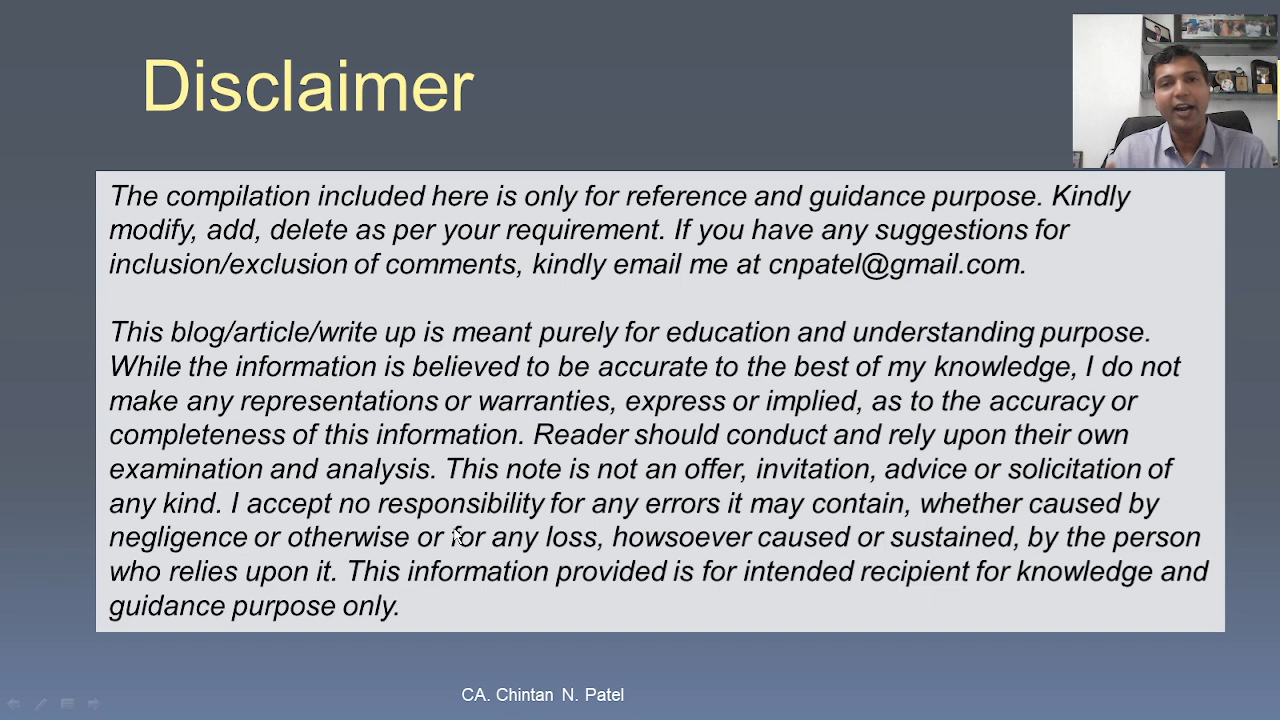 Disclaimer
The compilation included here is only for reference and guidance purpose. Kindly
modify, add, delete as per your requirement. If you have any suggestions for
inclusion/exclusion of comments, kindly email me at cnpatel@gmail.com.
This blog/article/write up is meant purely for education and understanding purpose.
While the information is believed to be accurate to the best of my knowledge, I do not
make any representations or warranties, express or implied, as to the accuracy or
completeness of this information. Reader should conduct and rely upon their own
examination and analysis. This note is not an offer, invitation, advice or solicitation of
any kind. I accept no responsibility for any errors it may contain, whether caused by
negligence or otherwise or for any loss, howsoever caused or sustained, by the person
who relies upon it. This information provided is for intended recipient for knowledge and
guidance purpose only.
CA. Chintan N. Patel